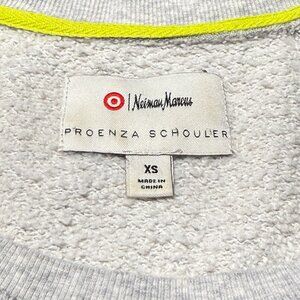 Neiman Marcus
PROENZA SCHOULER
XS
MADE IN
CHINA